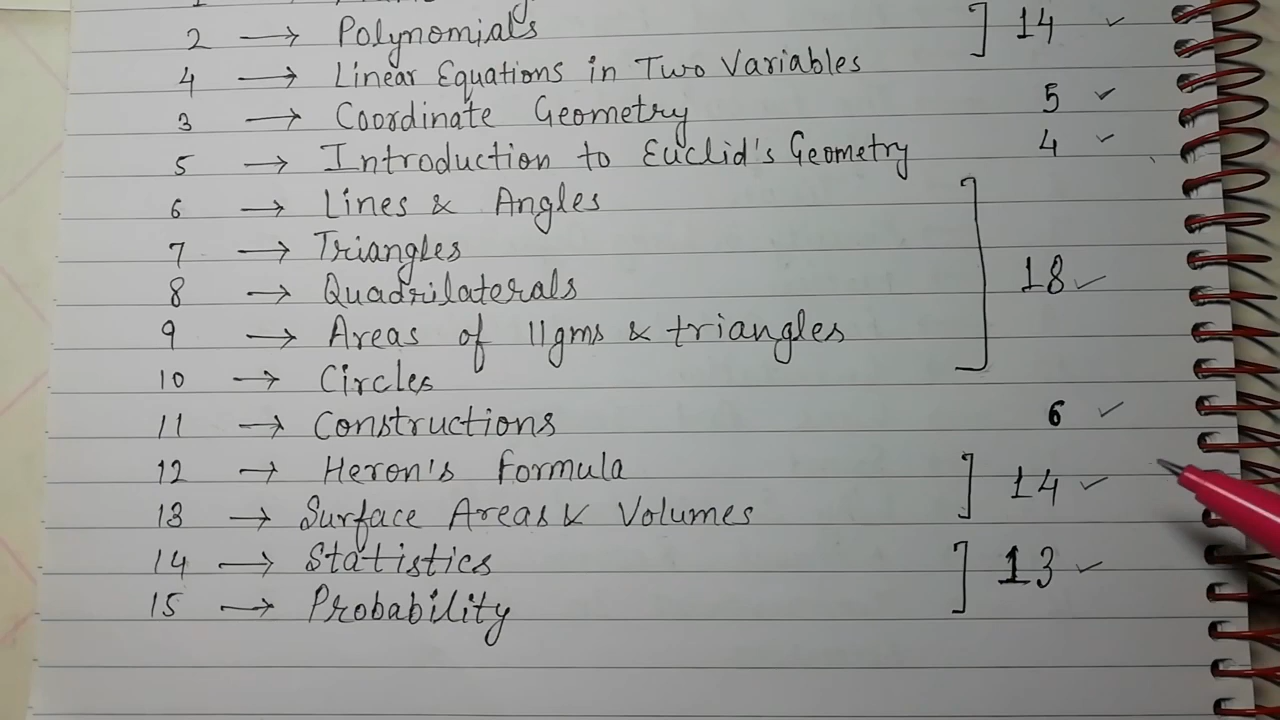 1 →
2 → Polynomials ] 14 ✓
4 → Linear Equations in Two Variables
3 → Coordinate Geometry 5 ✓
5 → Introduction to Euclid's Geometry 4 ✓
6 → Lines & Angles
7 → Triangles
8 → Quadrilaterals ] 18 ✓
9 → Areas of llgms & triangles
10 → Circles
11 → Constructions 6 ✓
12 → Heron's Formula ] 14 ✓
13 → Surface Areas & Volumes
14 → Statistics ] 13 ✓
15 → Probability